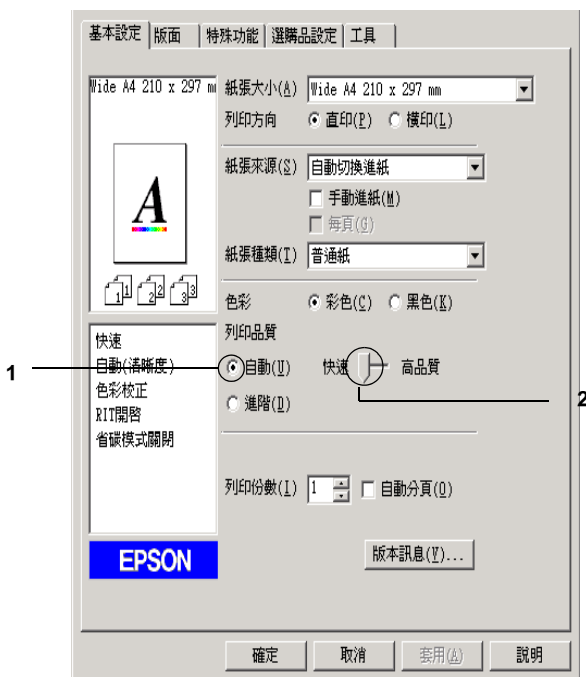 基本設定 版面 特殊功能 選購品設定 工具
Wide A4 210 x 297 m
A
1 2 3
快速
自動(清晰度)
色彩校正
RIT開啓
省碳模式關閉
EPSON
紙張大小(A) Wide A4 210 x 297 mm
列印方向 直印(P) 橫印(L)
紙張來源(S) 自動切換進紙
手動進紙(M)
每頁(G)
紙張種類(T) 普通紙
色彩 彩色(C) 黑色(K)
列印品質
自動(U) 快速 高品質
進階(D)
列印份數(I) 1 自動分頁(O)
版本訊息(V)...
確定 取消 套用(A) 說明
1
2